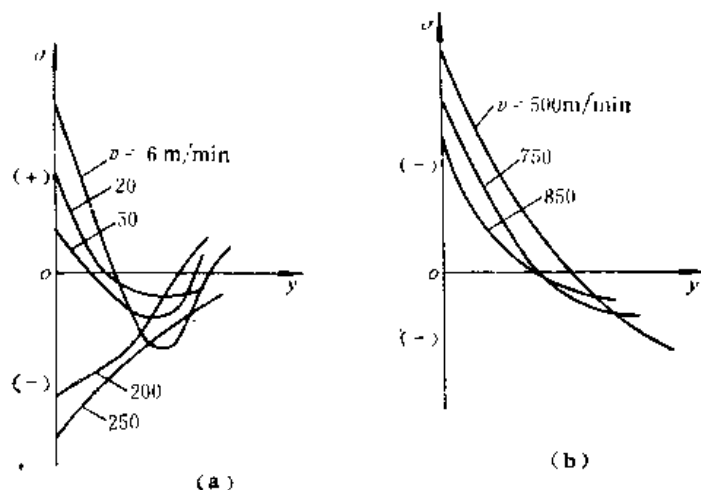 σ
v = 6 m/min
(+)
20
50
o
y
(-)
200
250
(a)
σ
v = 500m/min
(-)
750
850
o
y
(-)
(b)